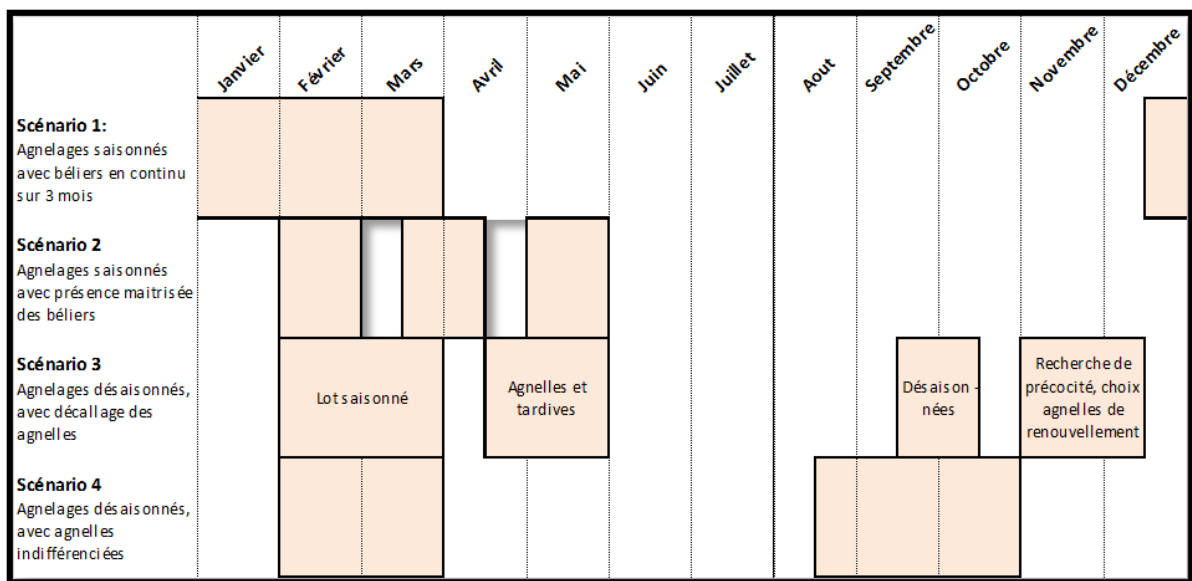 Janvier
Février
Mars
Avril
Mai
Juin
Juillet
Aout
Septembre
Octobre
Novembre
Décembre
Scénario 1:
Agnelages saisonnés
avec béliers en continu
sur 3 mois
Scénario 2
Agnelages saisonnés
avec présence maitrisée
des béliers
Scénario 3
Agnelages désaisonnés,
avec décallage des
agnelles
Lot saisonné
Agnelles et
tardives
Désaison -
nées
Recherche de
précocité, choix
agnelles de
renouvellement
Scénario 4
Agnelages désaisonnés,
avec agnelles
indifférenciées